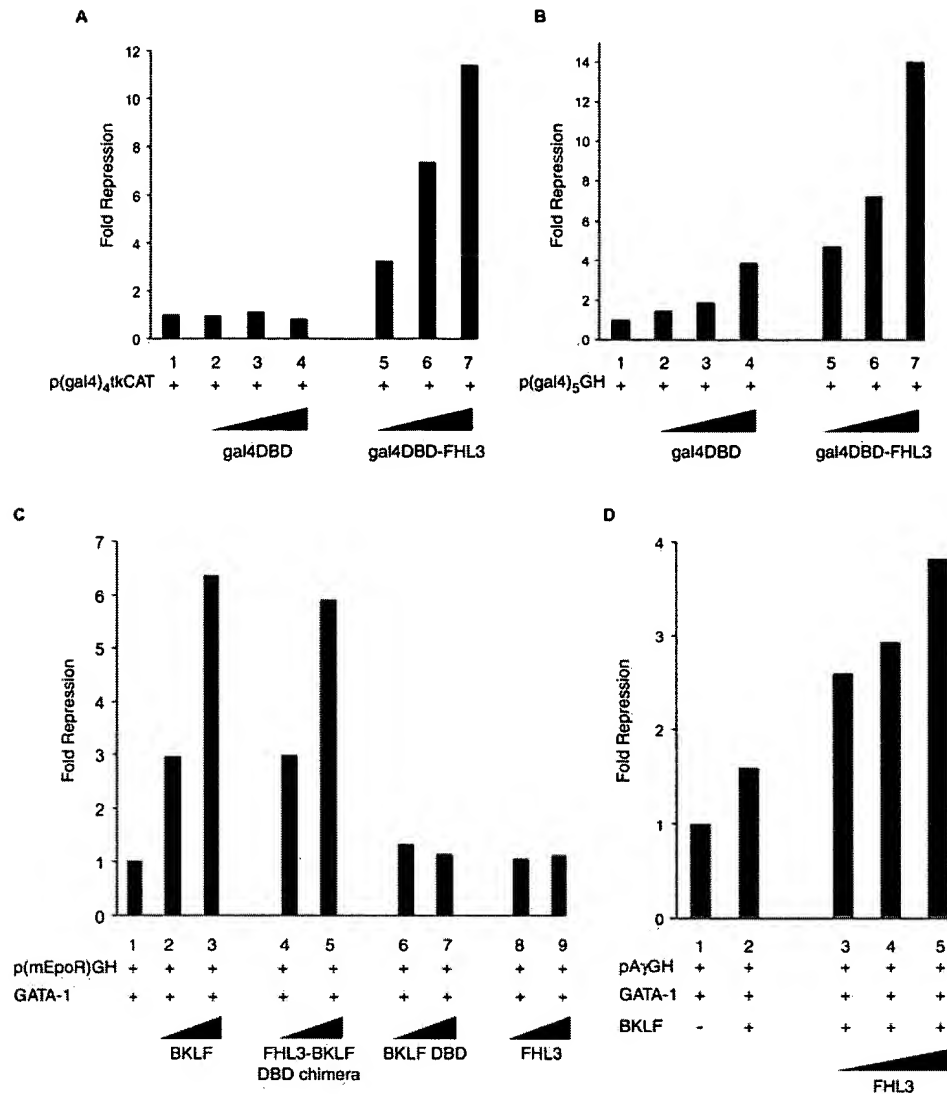 A
Fold Repression
12
10
8
6
4
2
0
1 2 3 4 5 6 7
p(gal4)₄tkCAT + + + + + + +
gal4DBD gal4DBD-FHL3
B
Fold Repression
14
12
10
8
6
4
2
0
1 2 3 4 5 6 7
p(gal4)₅GH + + + + + + +
gal4DBD gal4DBD-FHL3
C
Fold Repression
7
6
5
4
3
2
1
0
1 2 3 4 5 6 7 8 9
p(mEpoR)GH + + + + + + + + +
GATA-1 + + + + + + + + +
BKLF FHL3-BKLF BKLF DBD FHL3
DBD chimera
D
Fold Repression
4
3
2
1
0
1 2 3 4 5
pAγGH + + + + +
GATA-1 + + + + +
BKLF - + + + +
FHL3